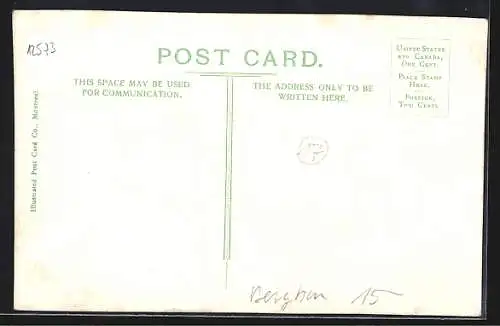 12573
POST CARD.
THIS SPACE MAY BE USED
FOR COMMUNICATION.
THE ADDRESS ONLY TO BE
WRITTEN HERE.
UNITED STATES
AND CANADA,
ONE CENT.
PLACE STAMP
HERE.
FOREIGN,
TWO CENTS
Illustrated Post Card Co., Montreal.
15